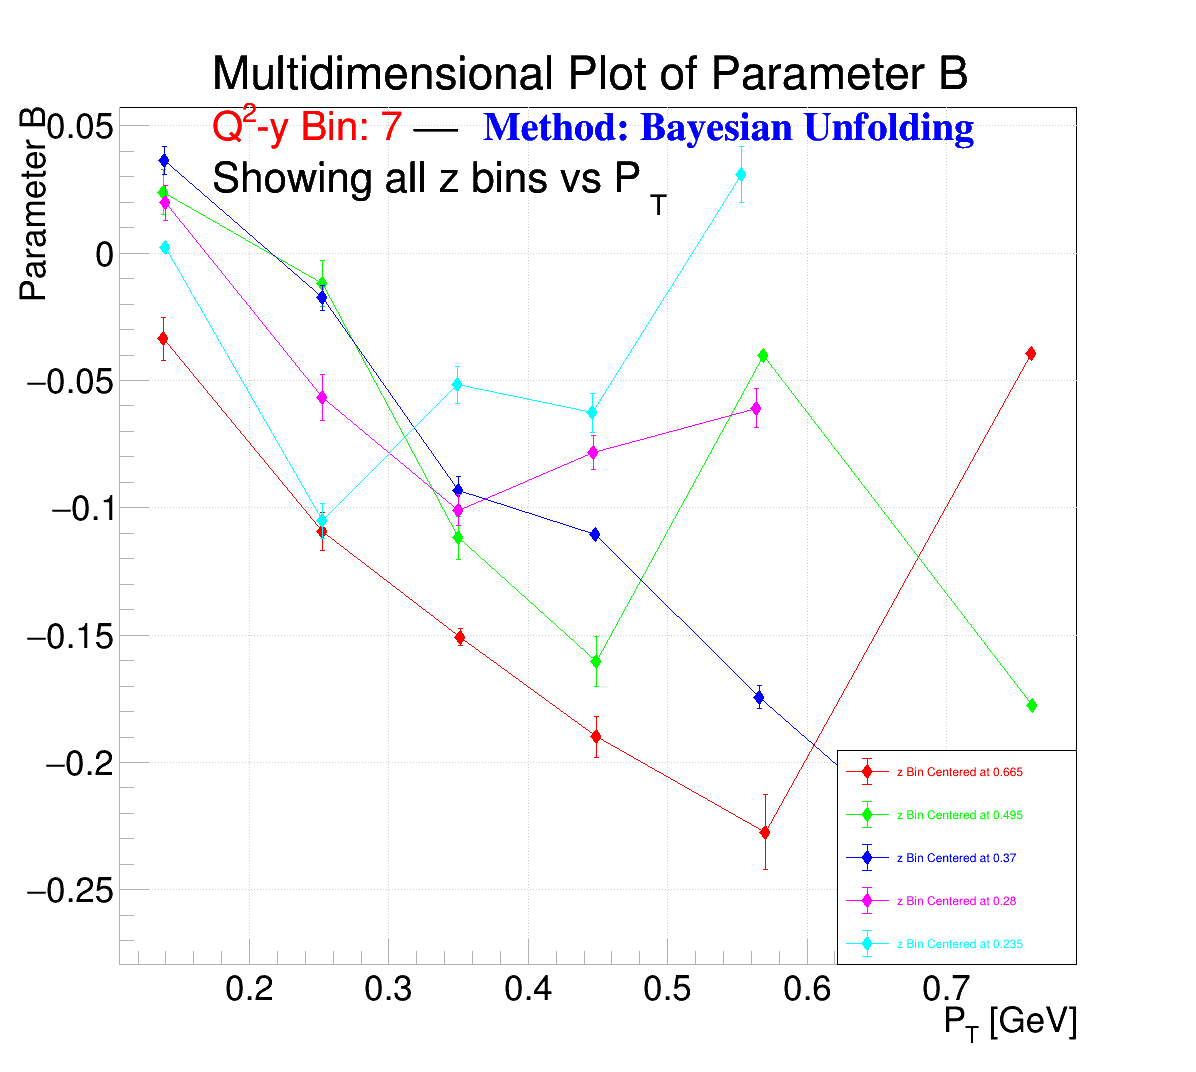 Multidimensional Plot of Parameter B
Q²-y Bin: 7 — Method: Bayesian Unfolding
Showing all z bins vs P_T
Parameter B
0.05
0
−0.05
−0.1
−0.15
−0.2
−0.25
z Bin Centered at 0.665
z Bin Centered at 0.495
z Bin Centered at 0.37
z Bin Centered at 0.28
z Bin Centered at 0.235
0.2 0.3 0.4 0.5 0.6 0.7
P_T [GeV]